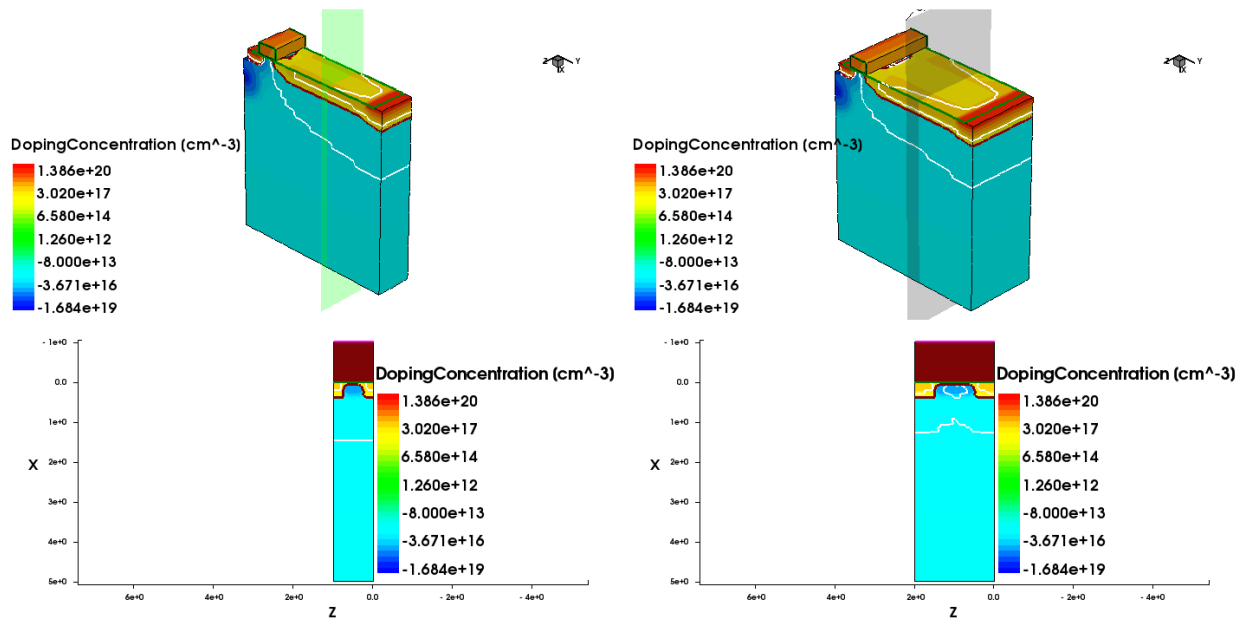 Z Y
X
DopingConcentration (cm^-3)
1.386e+20
3.020e+17
6.580e+14
1.260e+12
-8.000e+13
-3.671e+16
-1.684e+19
Z Y
X
DopingConcentration (cm^-3)
1.386e+20
3.020e+17
6.580e+14
1.260e+12
-8.000e+13
-3.671e+16
-1.684e+19
-1e+0
0.0
1e+0
2e+0
3e+0
4e+0
5e+0
X
6e+0 4e+0 2e+0 0.0 -2e+0 -4e+0
Z
DopingConcentration (cm^-3)
1.386e+20
3.020e+17
6.580e+14
1.260e+12
-8.000e+13
-3.671e+16
-1.684e+19
-1e+0
0.0
1e+0
2e+0
3e+0
4e+0
5e+0
X
6e+0 4e+0 2e+0 0.0 -2e+0 -4e+0
Z
DopingConcentration (cm^-3)
1.386e+20
3.020e+17
6.580e+14
1.260e+12
-8.000e+13
-3.671e+16
-1.684e+19